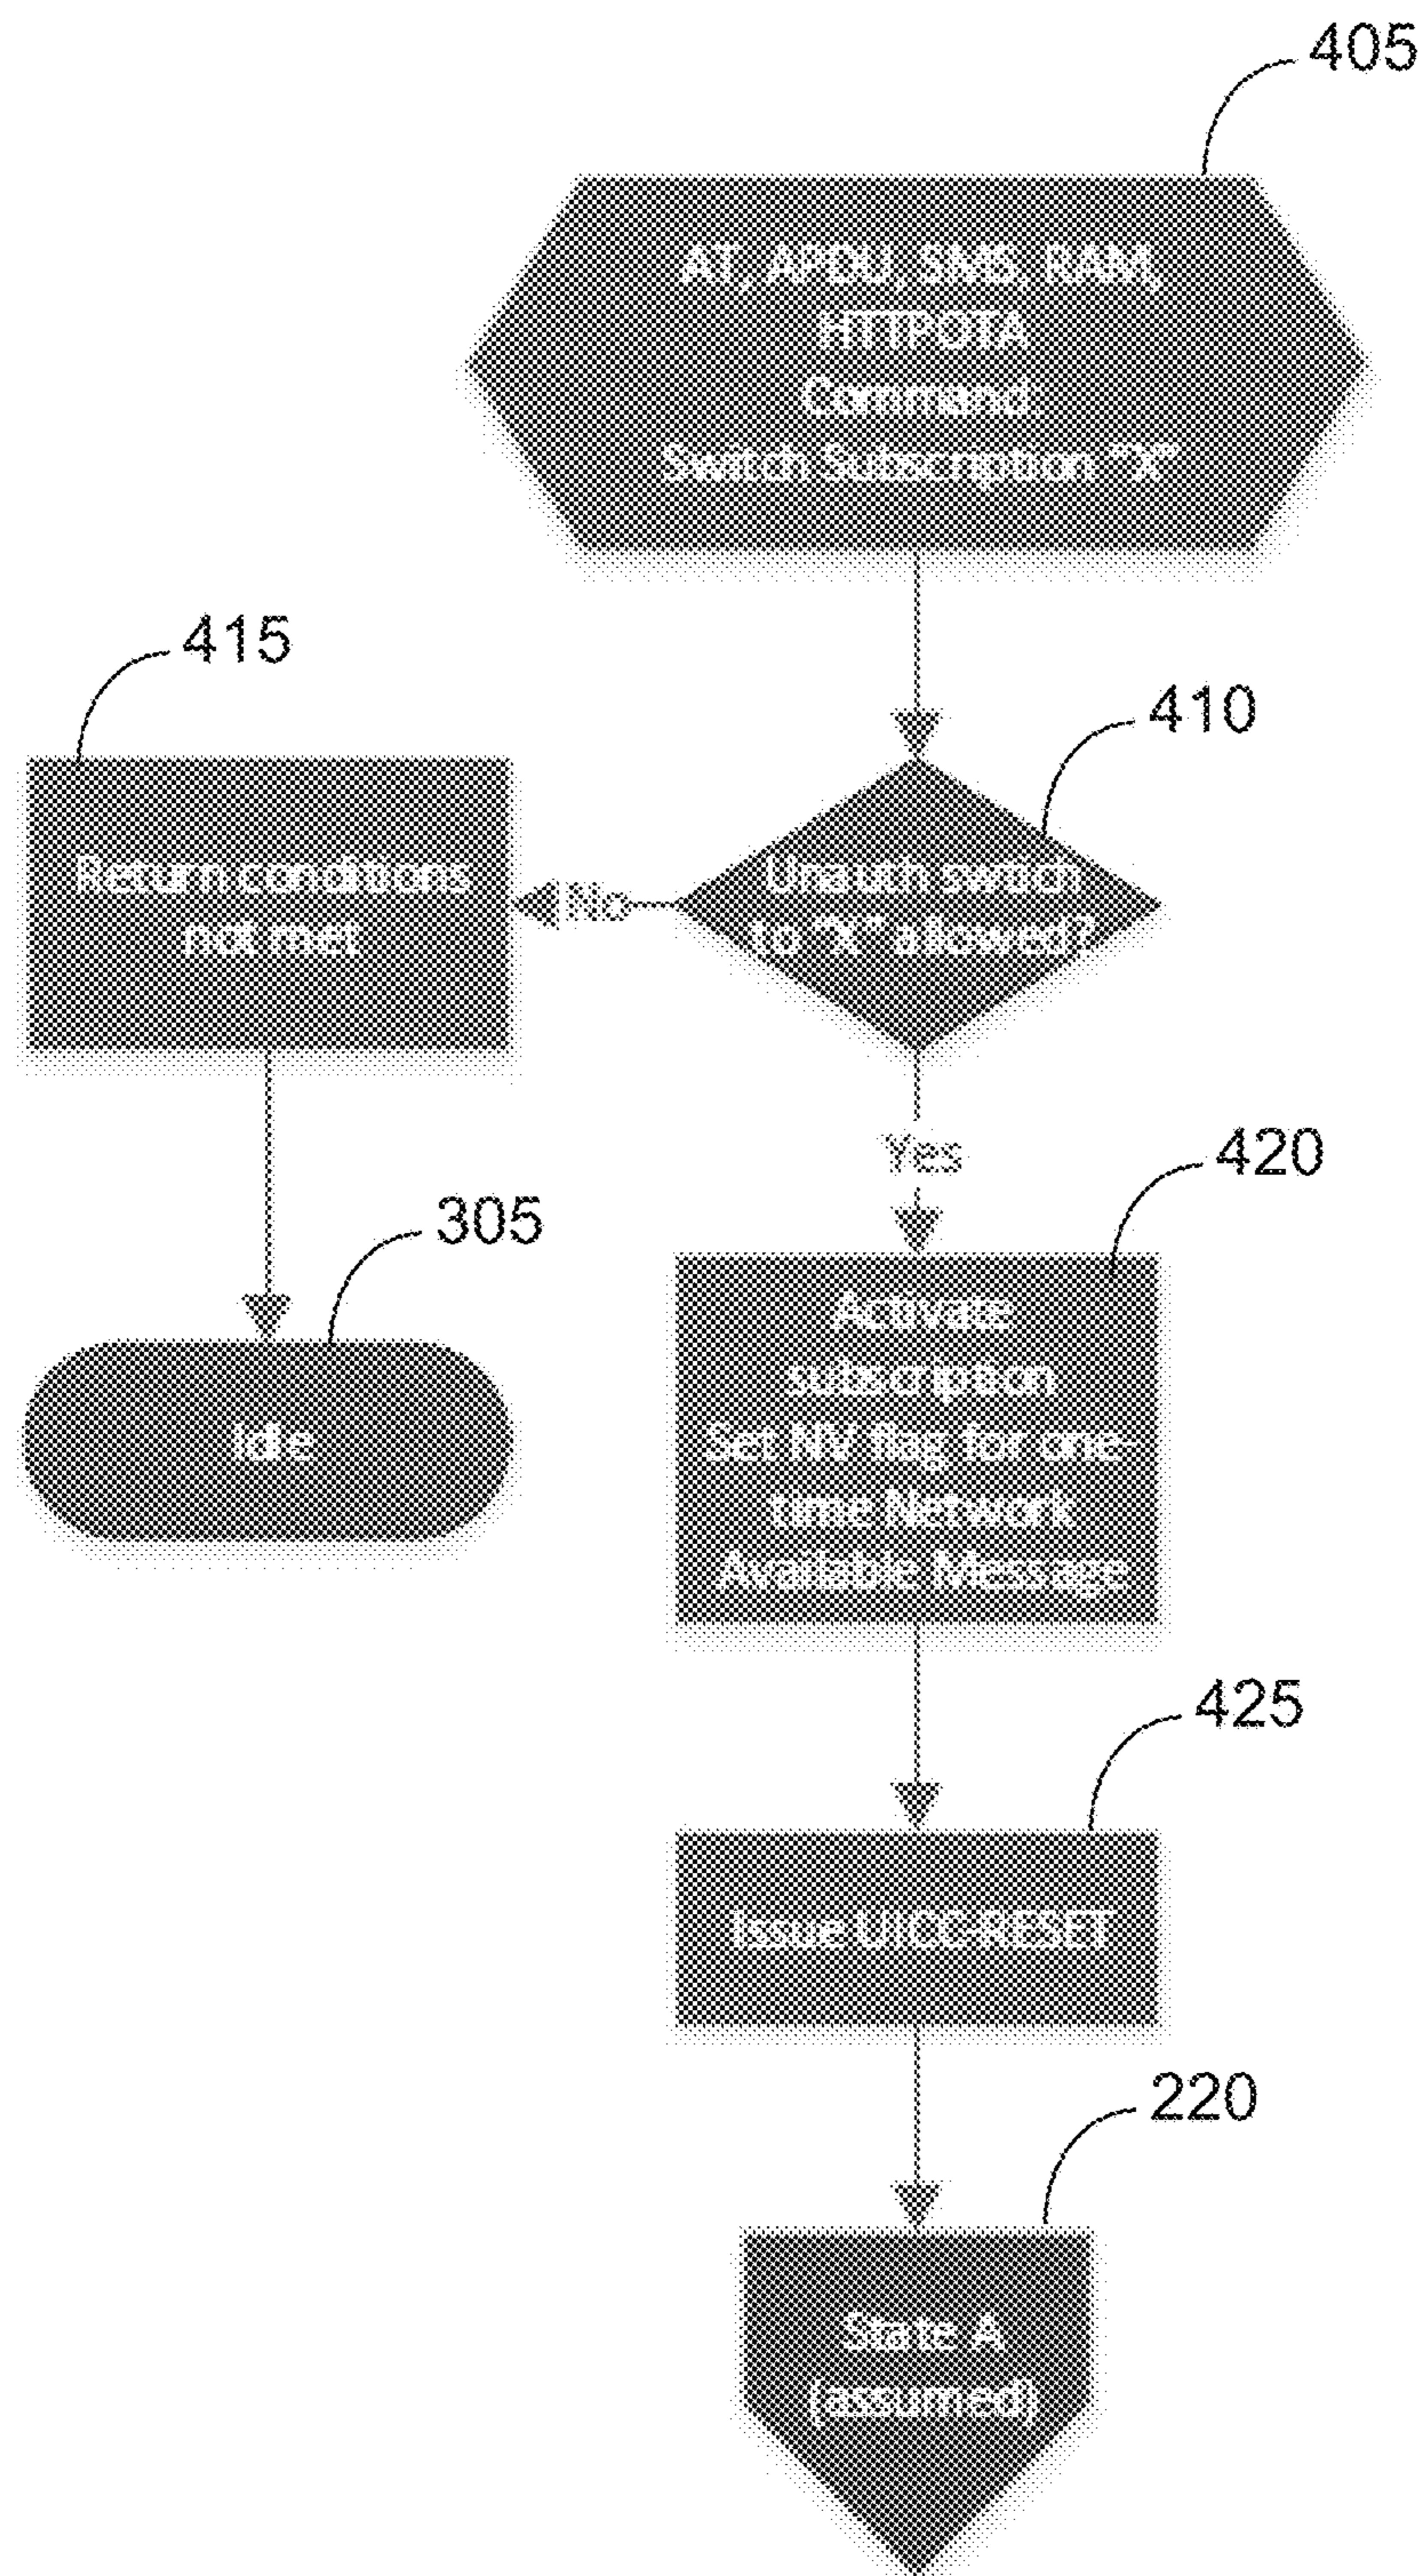 405
AT, APDU, SMS, RAM,
HTTPOTA
Command
Switch Subscription "X"
415
410
Return conditions
not met
No
Unauth switch
to "X" allowed?
Yes
420
305
Activate
subscription
Set NV flag for one-
time Network
Available Message
Idle
425
Issue UICC-RESET
220
State A
(assumed)